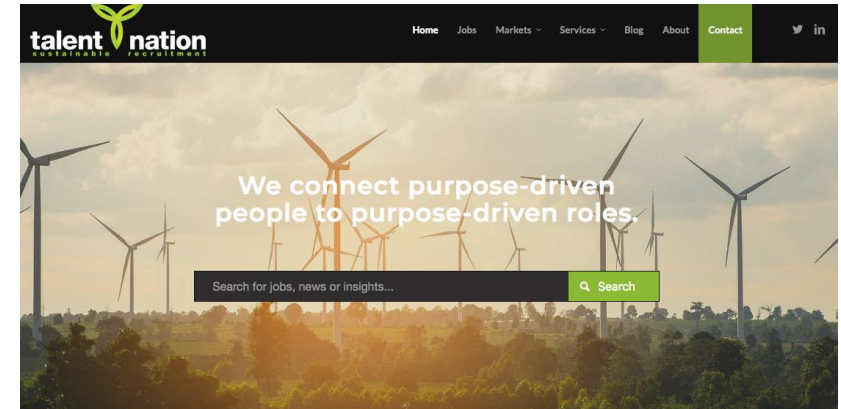 talent nation
sustainable recruitment
Home Jobs Markets Services Blog About Contact
We connect purpose-driven
people to purpose-driven roles.
Search for jobs, news or insights... Search